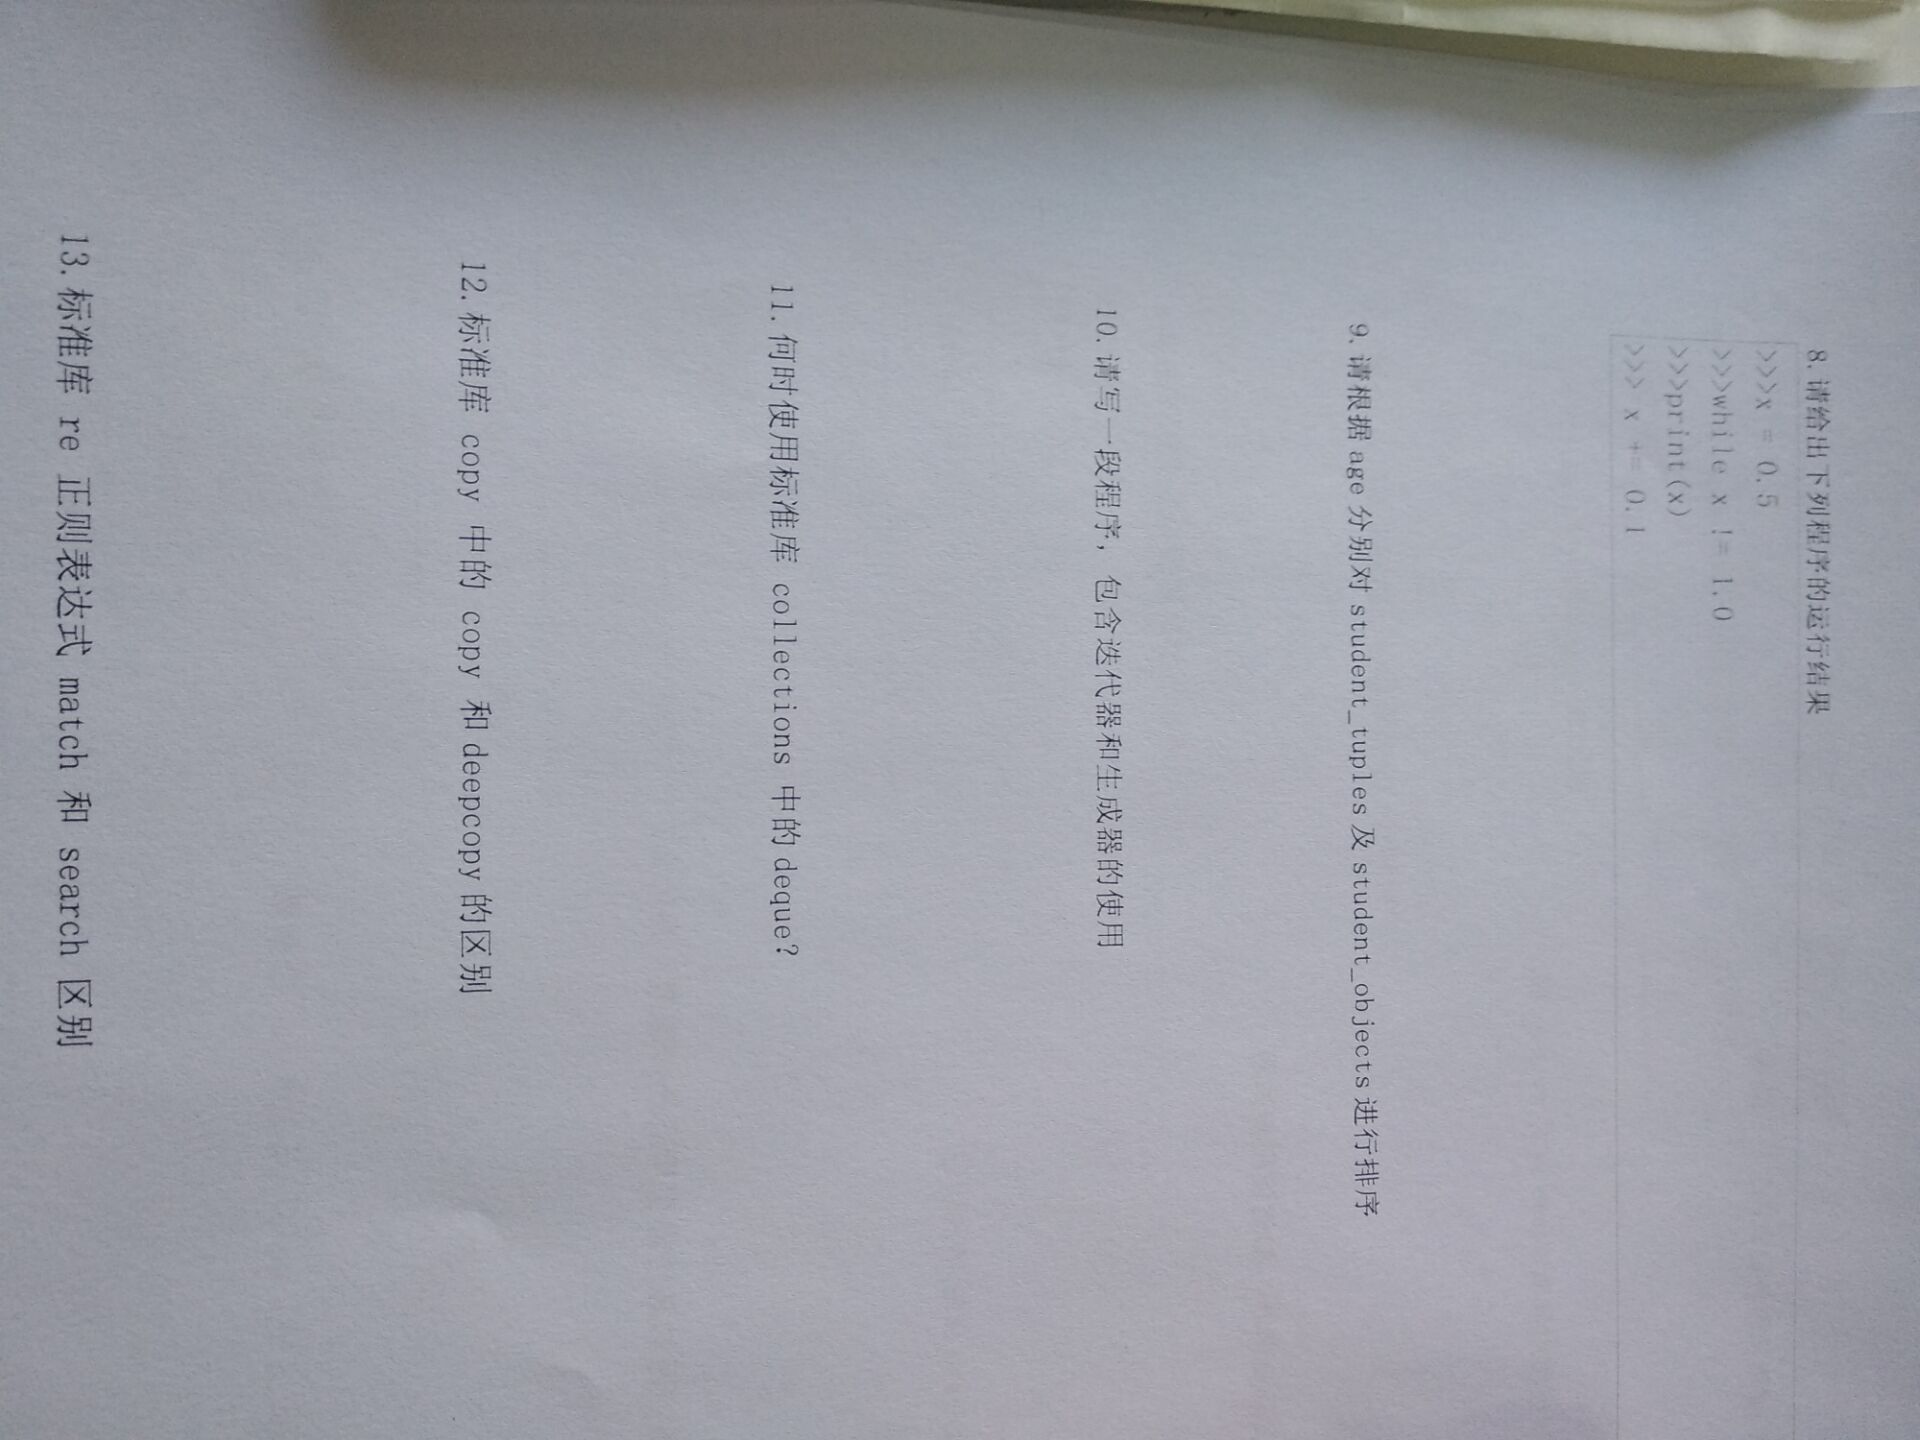 8. 请给出下列程序的运行结果
>>>x = 0.5
>>>while x != 1.0
>>>print(x)
>>> x += 0.1
9. 请根据 age 分别对 student_tuples 及 student_objects 进行排序
10. 请写一段程序，包含迭代器和生成器的使用
11. 何时使用标准库 collections 中的 deque?
12. 标准库 copy 中的 copy 和 deepcopy 的区别
13. 标准库 re 正则表达式 match 和 search 区别